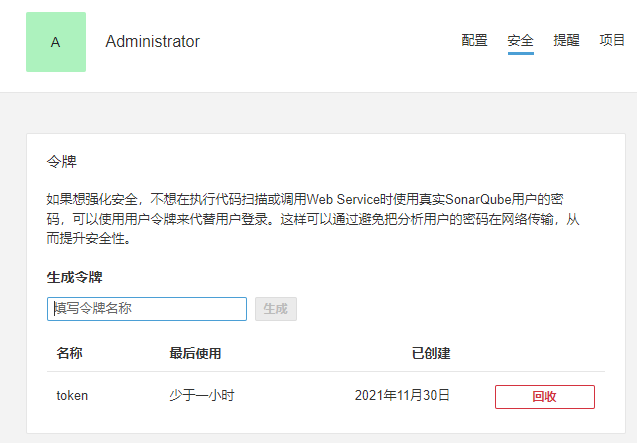 A
Administrator
配置 安全 提醒 项目
令牌
如果想强化安全，不想在执行代码扫描或调用Web Service时使用真实SonarQube用户的密
码，可以使用用户令牌来代替用户登录。这样可以通过避免把分析用户的密码在网络传输，从
而提升安全性。
生成令牌
填写令牌名称 生成
名称 最后使用 已创建
token 少于一小时 2021年11月30日 回收